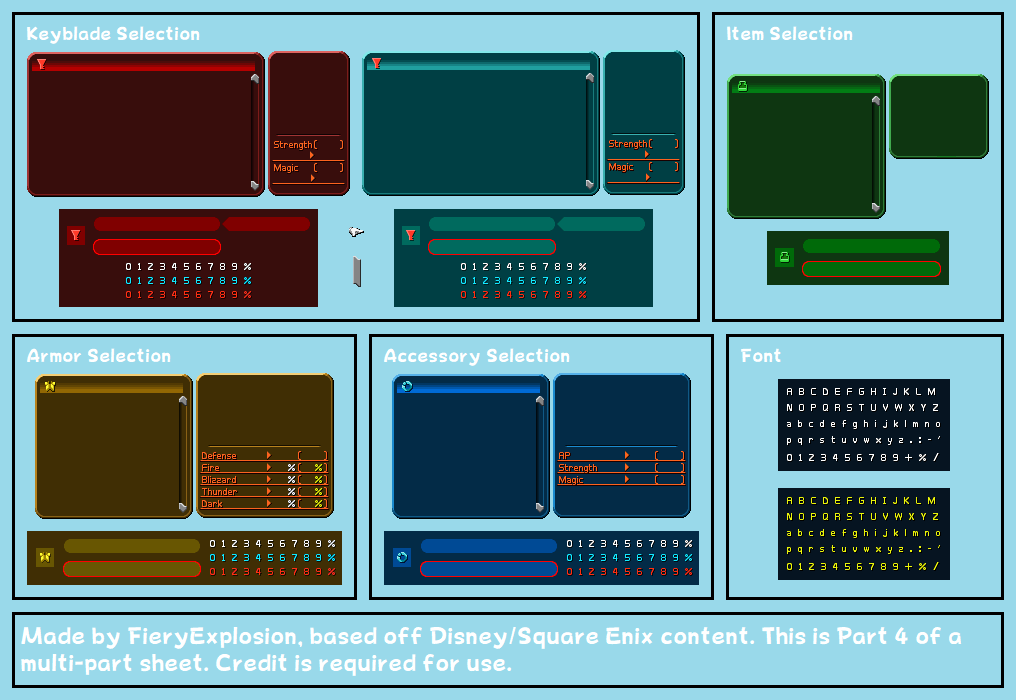 Keyblade Selection
Strength[ ]
Magic [ ]
Strength[ ]
Magic [ ]
0 1 2 3 4 5 6 7 8 9 %
0 1 2 3 4 5 6 7 8 9 %
0 1 2 3 4 5 6 7 8 9 %
0 1 2 3 4 5 6 7 8 9 %
0 1 2 3 4 5 6 7 8 9 %
0 1 2 3 4 5 6 7 8 9 %
Item Selection
Armor Selection
Defense [ ]
Fire %[ %]
Blizzard %[ %]
Thunder %[ %]
Dark %[ %]
0 1 2 3 4 5 6 7 8 9 %
0 1 2 3 4 5 6 7 8 9 %
0 1 2 3 4 5 6 7 8 9 %
Accessory Selection
AP [ ]
Strength [ ]
Magic [ ]
0 1 2 3 4 5 6 7 8 9 %
0 1 2 3 4 5 6 7 8 9 %
0 1 2 3 4 5 6 7 8 9 %
Font
A B C D E F G H I J K L M
N O P Q R S T U V W X Y Z
a b c d e f g h i j k l m n o
p q r s t u v w x y z . : - '
0 1 2 3 4 5 6 7 8 9 + % /
A B C D E F G H I J K L M
N O P Q R S T U V W X Y Z
a b c d e f g h i j k l m n o
p q r s t u v w x y z . : - '
0 1 2 3 4 5 6 7 8 9 + % /
Made by FieryExplosion, based off Disney/Square Enix content. This is Part 4 of a
multi-part sheet. Credit is required for use.